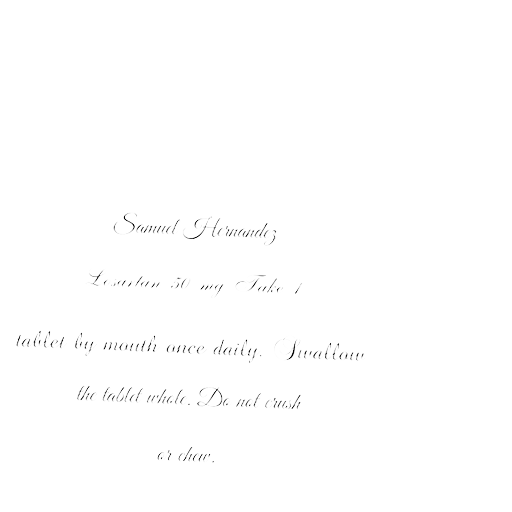 Samuel Hernandez
Losartan 50 mg Take 1
tablet by mouth once daily. Swallow
the tablet whole. Do not crush
or chew.